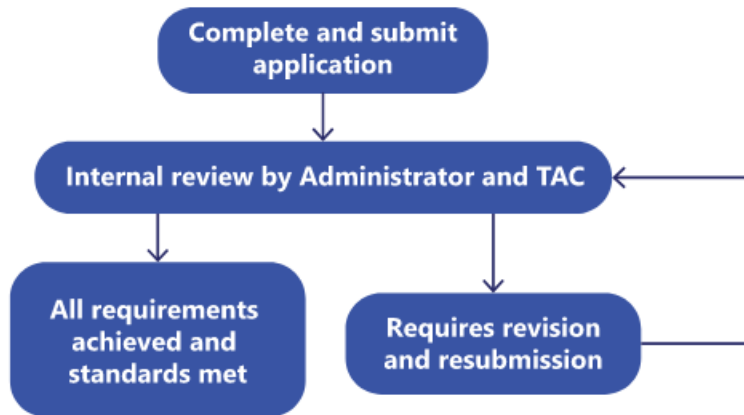 Complete and submit
application
Internal review by Administrator and TAC
All requirements
achieved and
standards met
Requires revision
and resubmission